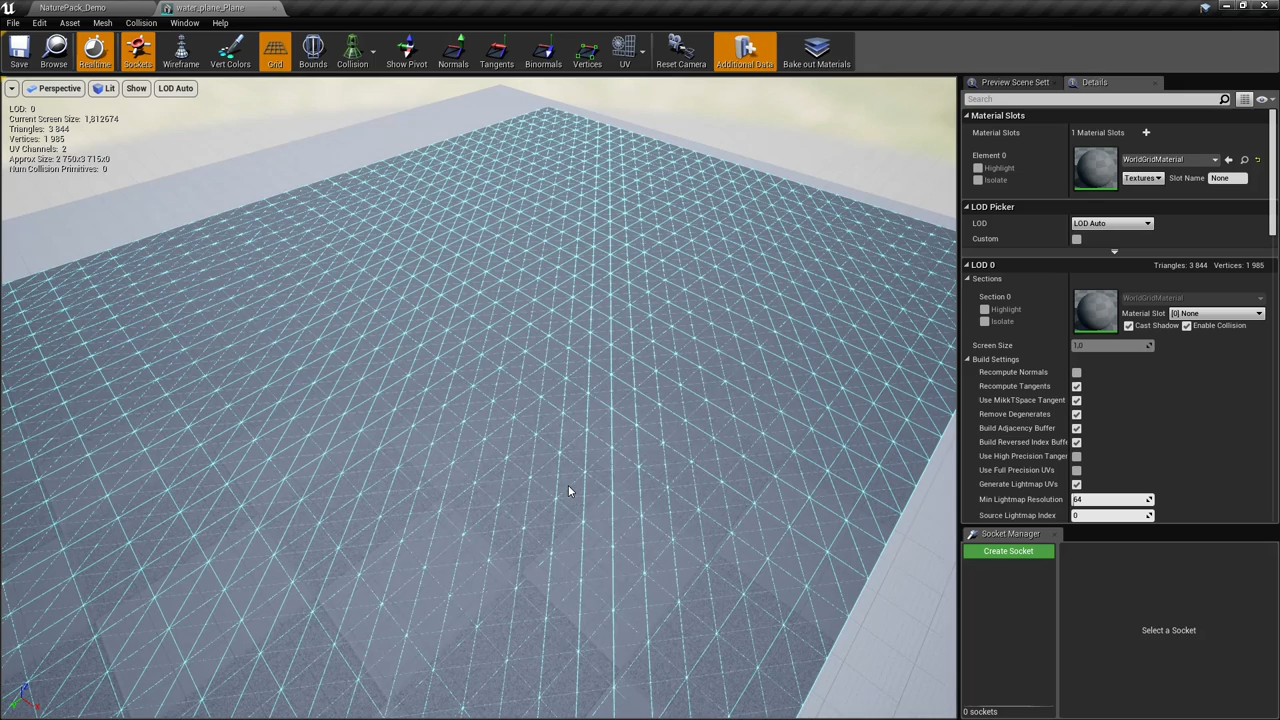 NaturePack_Demo
water_plane_Plane
File Edit Asset Mesh Collision Window Help
Save Browse Realtime Sockets Wireframe Vert Colors Grid Bounds Collision Show Pivot Normals Tangents Binormals Vertices UV Reset Camera Additional Data Bake out Materials
Perspective Lit Show LOD Auto
LOD: 0
Current Screen Size: 1,812674
Triangles: 3 844
Vertices: 1 985
UV Channels: 2
Approx Size: 2 750x3 715x0
Num Collision Primitives: 0
Preview Scene Sett
Details
Search
Material Slots
Material Slots 1 Material Slots
Element 0
Highlight
Isolate
WorldGridMaterial
Textures Slot Name None
LOD Picker
LOD LOD Auto
Custom
LOD 0 Triangles: 3 844 Vertices: 1 985
Sections
Section 0
Highlight
Isolate
WorldGridMaterial
Material Slot [0] None
Cast Shadow Enable Collision
Screen Size 1,0
Build Settings
Recompute Normals
Recompute Tangents
Use MikkTSpace Tangent
Remove Degenerates
Build Adjacency Buffer
Build Reversed Index Buffe
Use High Precision Tanger
Use Full Precision UVs
Generate Lightmap UVs
Min Lightmap Resolution 64
Source Lightmap Index 0
Socket Manager
Create Socket
Select a Socket
0 sockets